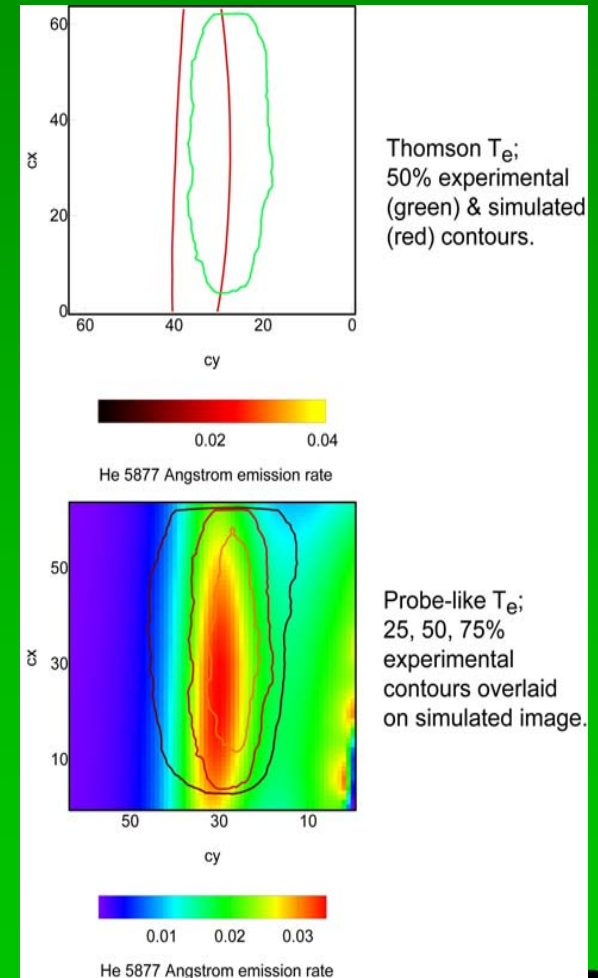 60
40
20
0
cx
60 40 20 0
cy
Thomson Te;
50% experimental
(green) & simulated
(red) contours.
0.02 0.04
He 5877 Angstrom emission rate
50
30
10
cx
50 30 10
cy
Probe-like Te;
25, 50, 75%
experimental
contours overlaid
on simulated image.
0.01 0.02 0.03
He 5877 Angstrom emission rate